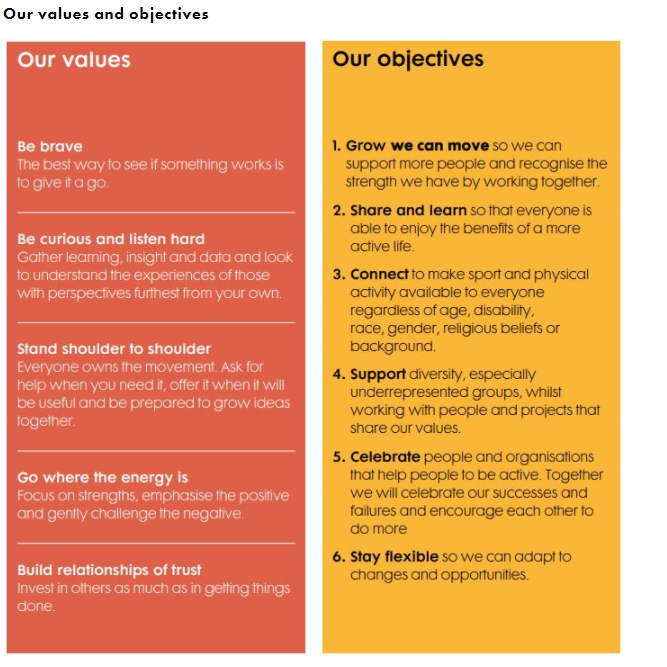 Our values and objectives
Our values
Be brave
The best way to see if something works is
to give it a go.
Be curious and listen hard
Gather learning, insight and data and look
to understand the experiences of those
with perspectives furthest from your own.
Stand shoulder to shoulder
Everyone owns the movement. Ask for
help when you need it, offer it when it will
be useful and be prepared to grow ideas
together.
Go where the energy is
Focus on strengths, emphasise the positive
and gently challenge the negative.
Build relationships of trust
Invest in others as much as in getting things
done.
Our objectives
1. Grow we can move so we can
support more people and recognise the
strength we have by working together.
2. Share and learn so that everyone is
able to enjoy the benefits of a more
active life.
3. Connect to make sport and physical
activity available to everyone
regardless of age, disability,
race, gender, religious beliefs or
background.
4. Support diversity, especially
underrepresented groups, whilst
working with people and projects that
share our values.
5. Celebrate people and organisations
that help people to be active. Together
we will celebrate our successes and
failures and encourage each other to
do more
6. Stay flexible so we can adapt to
changes and opportunities.